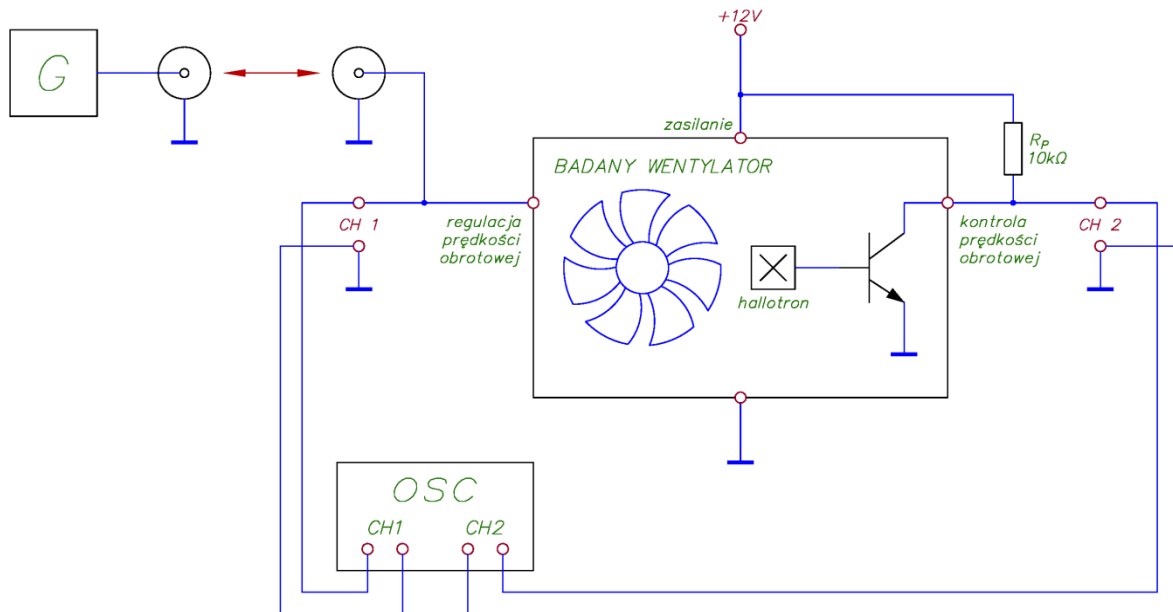 +12V
G
zasilanie
Rp
10kΩ
BADANY WENTYLATOR
CH 1
regulacja
prędkości
obrotowej
kontrola
prędkości
obrotowej
CH 2
hallotron
OSC
CH1
CH2